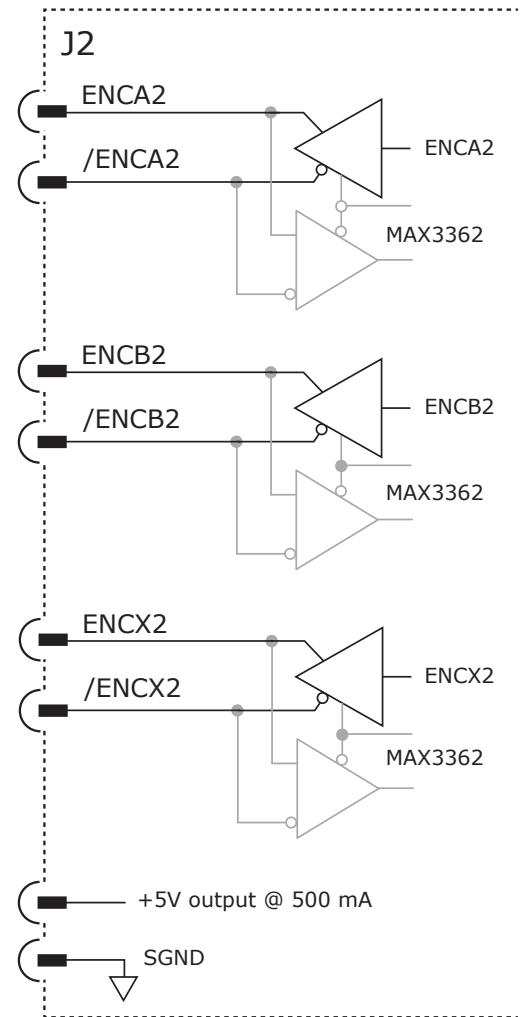 J2
ENCA2
/ENCA2
ENCA2
MAX3362
ENCB2
/ENCB2
ENCB2
MAX3362
ENCX2
/ENCX2
ENCX2
MAX3362
+5V output @ 500 mA
SGND